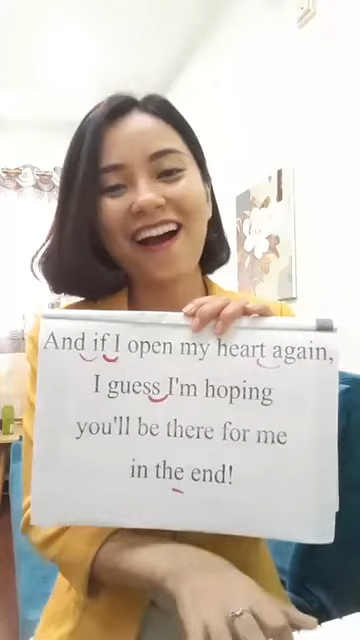 And if I open my heart again,
I guess I'm hoping
you'll be there for me
in the end!